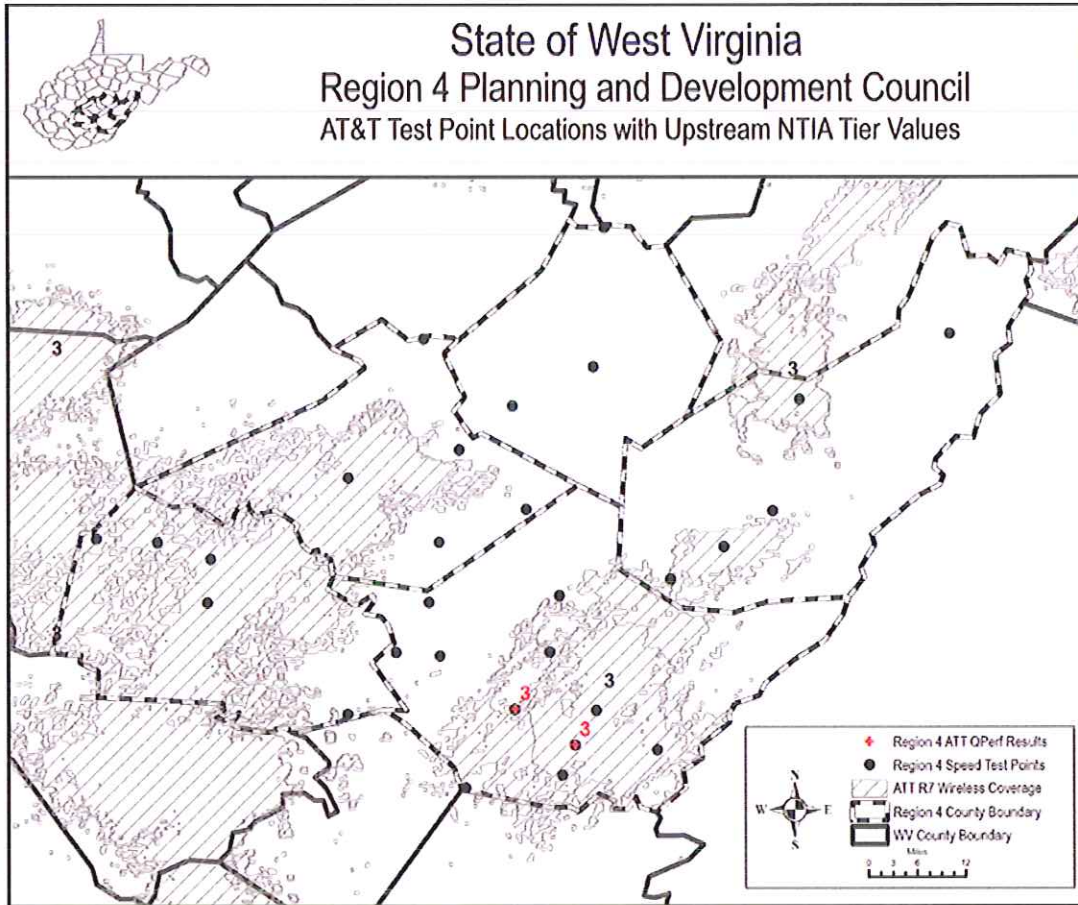 State of West Virginia
Region 4 Planning and Development Council
AT&T Test Point Locations with Upstream NTIA Tier Values
3
3
3
3
3
3
Region 4 ATT QPerf Results
Region 4 Speed Test Points
ATT R7 Wireless Coverage
Region 4 County Boundary
WV County Boundary
N
W E
S
Miles
0 3 6 12